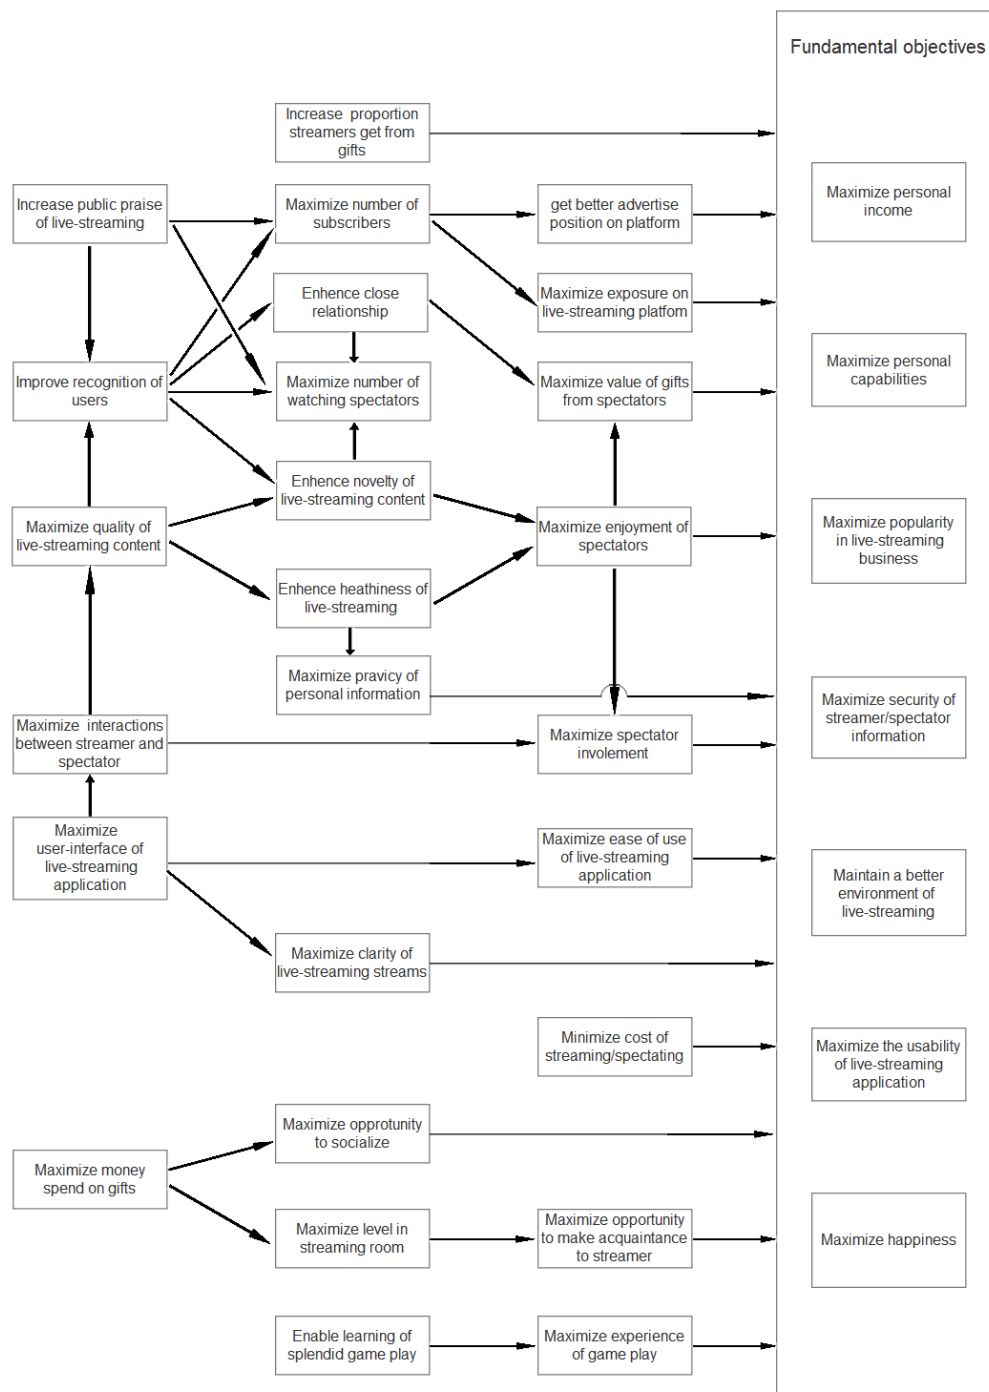 Fundamental objectives
Increase proportion
streamers get from
gifts
Increase public praise
of live-streaming
Maximize number of
subscribers
get better advertise
position on platform
Maximize personal
income
Enhence close
relationship
Maximize exposure on
live-streaming platfom
Improve recognition of
users
Maximize number of
watching spectators
Maximize value of gifts
from spectators
Maximize personal
capabilities
Enhence novelty of
live-streaming content
Maximize quality of
live-streaming content
Maximize enjoyment of
spectators
Maximize popularity
in live-streaming
business
Enhence heathiness of
live-streaming
Maximize pravicy of
personal information
Maximize security of
streamer/spectator
information
Maximize interactions
between streamer and
spectator
Maximize spectator
involement
Maximize
user-interface of
live-streaming
application
Maximize ease of use
of live-streaming
application
Maintain a better
environment of
live-streaming
Maximize clarity of
live-streaming streams
Minimize cost of
streaming/spectating
Maximize the usability
of live-streaming
application
Maximize opprotunity
to socialize
Maximize money
spend on gifts
Maximize level in
streaming room
Maximize opportunity
to make acquaintance
to streamer
Maximize happiness
Enable learning of
splendid game play
Maximize experience
of game play